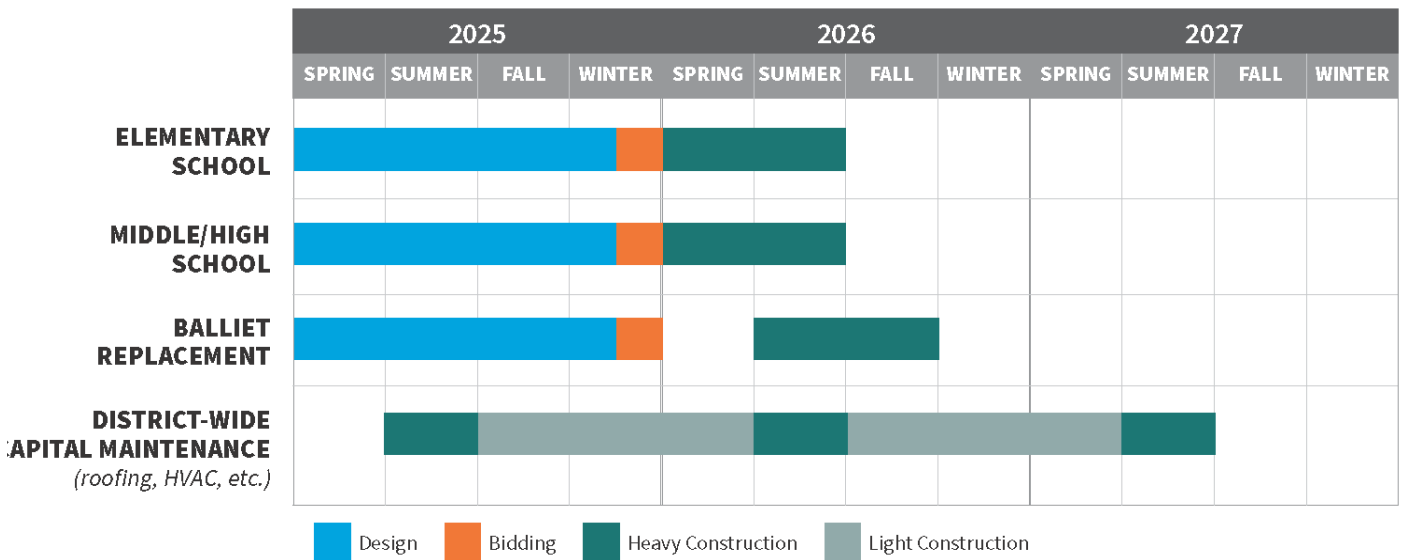 2025 2026 2027
SPRING SUMMER FALL WINTER SPRING SUMMER FALL WINTER SPRING SUMMER FALL WINTER
ELEMENTARY
SCHOOL
MIDDLE/HIGH
SCHOOL
BALLIET
REPLACEMENT
DISTRICT-WIDE
APITAL MAINTENANCE
(roofing, HVAC, etc.)
Design Bidding Heavy Construction Light Construction